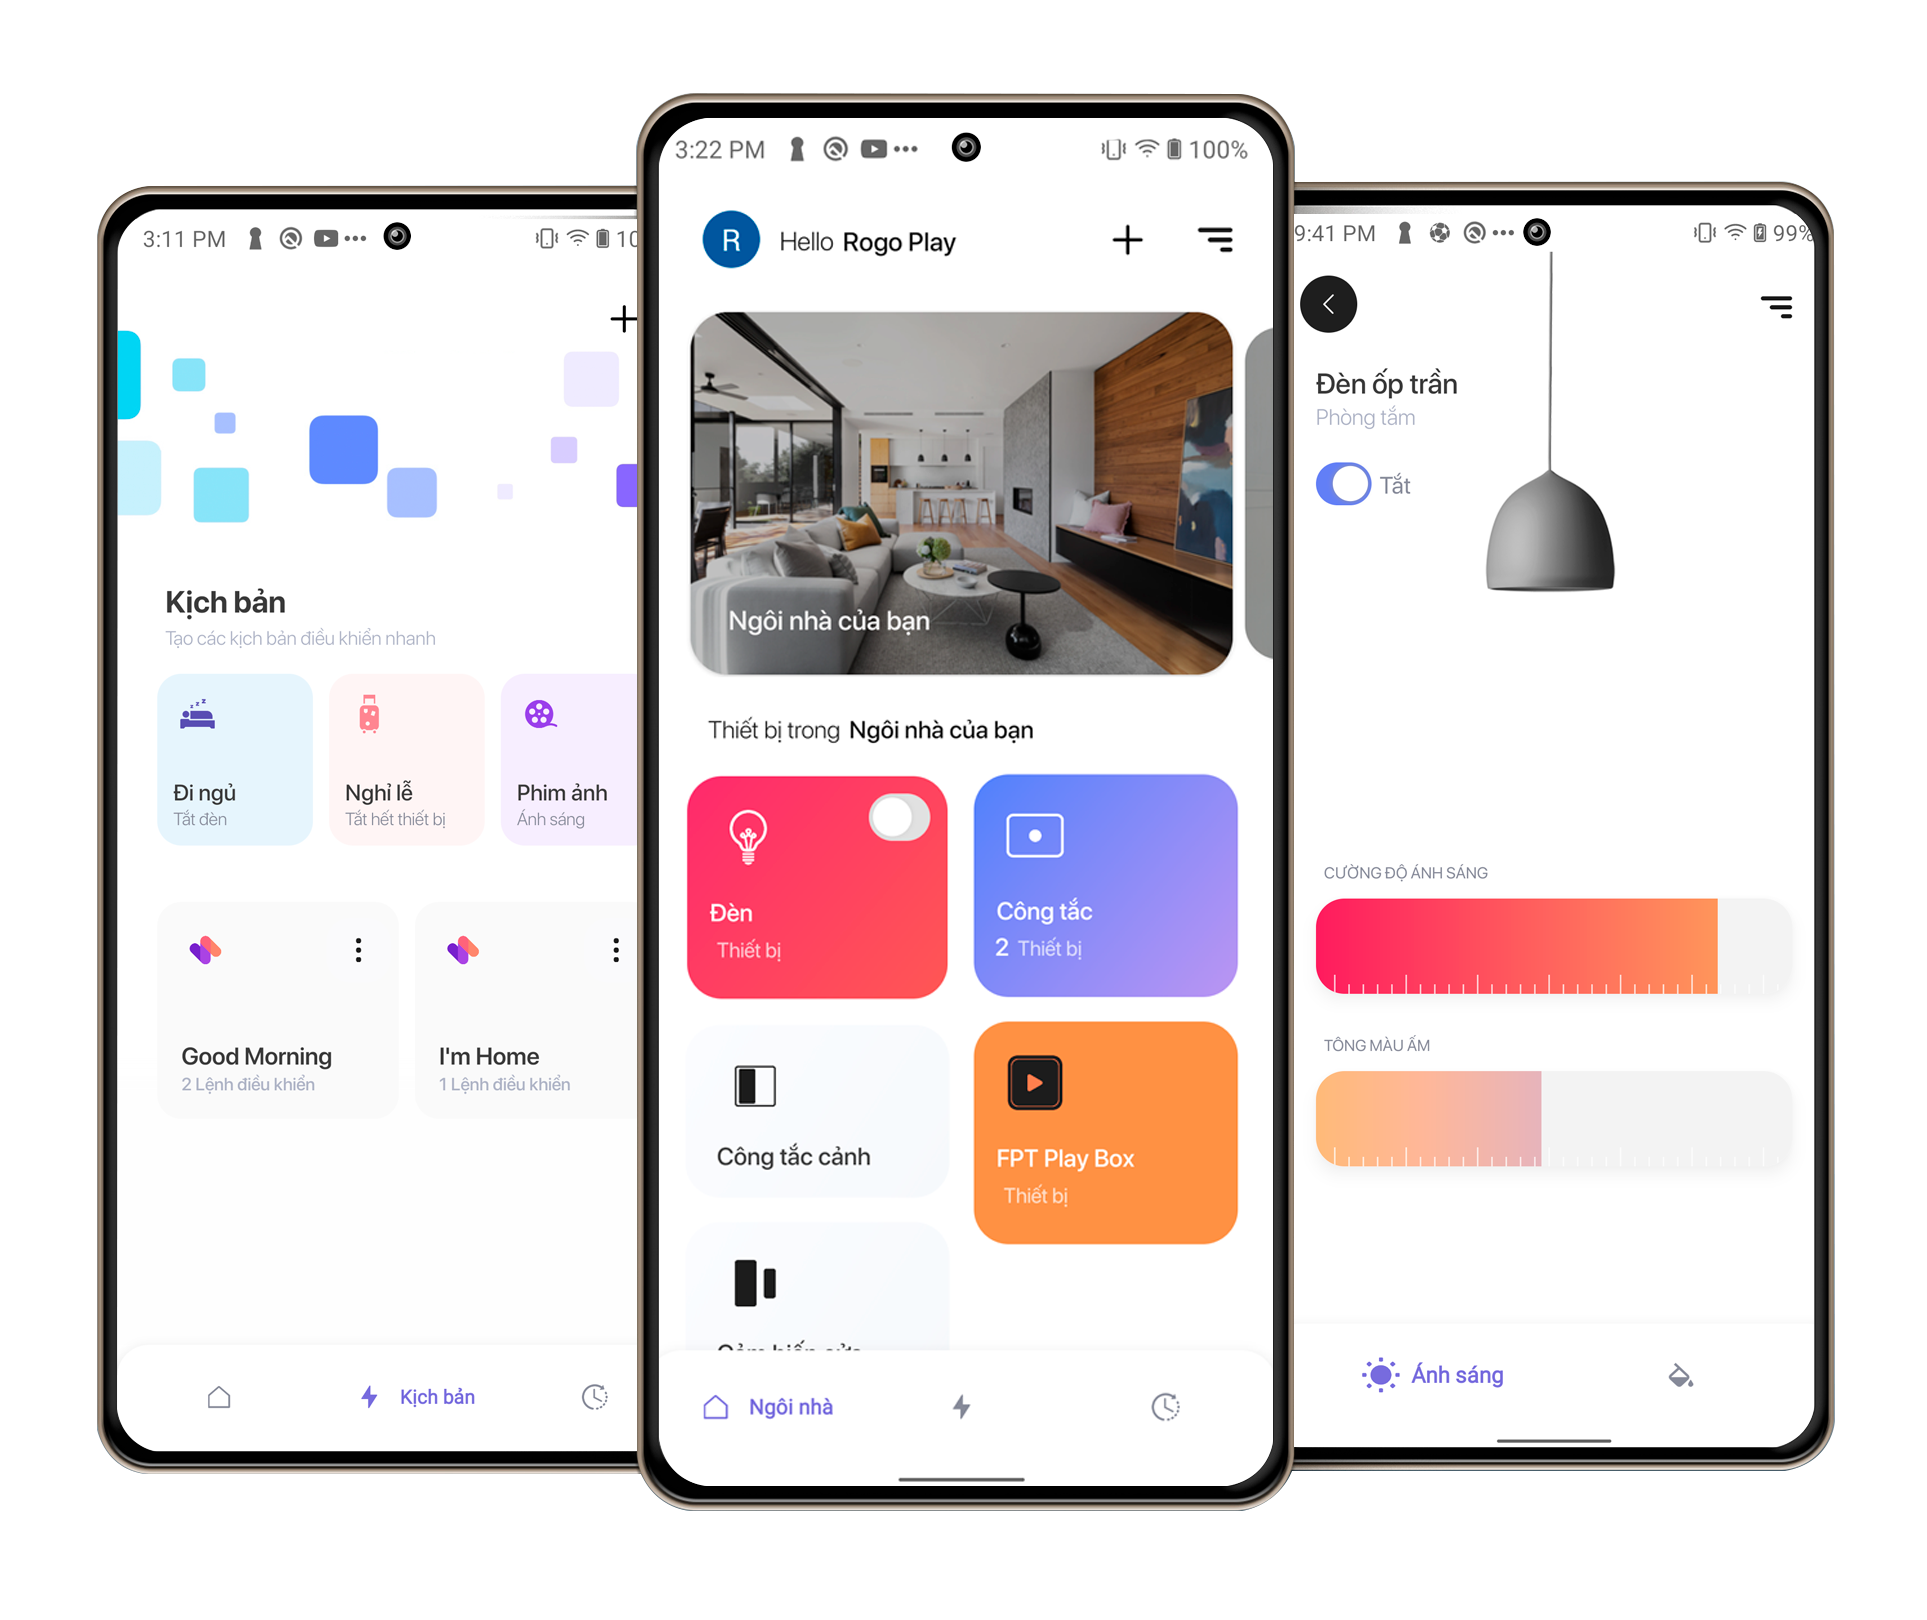 3:11 PM
Kịch bản
Tạo các kịch bản điều khiển nhanh
Đi ngủ
Tắt đèn
Nghỉ lễ
Tắt hết thiết bị
Phim ảnh
Ánh sáng
Good Morning
2 Lệnh điều khiển
I'm Home
1 Lệnh điều khiển
Kịch bản
3:22 PM
100%
R
Hello Rogo Play
Ngôi nhà của bạn
Thiết bị trong Ngôi nhà của bạn
Đèn
Thiết bị
Công tắc
2 Thiết bị
Công tắc cảnh
FPT Play Box
Thiết bị
Ngôi nhà
9:41 PM
99%
Đèn ốp trần
Phòng tắm
Tắt
CƯỜNG ĐỘ ÁNH SÁNG
TÔNG MÀU ẤM
Ánh sáng